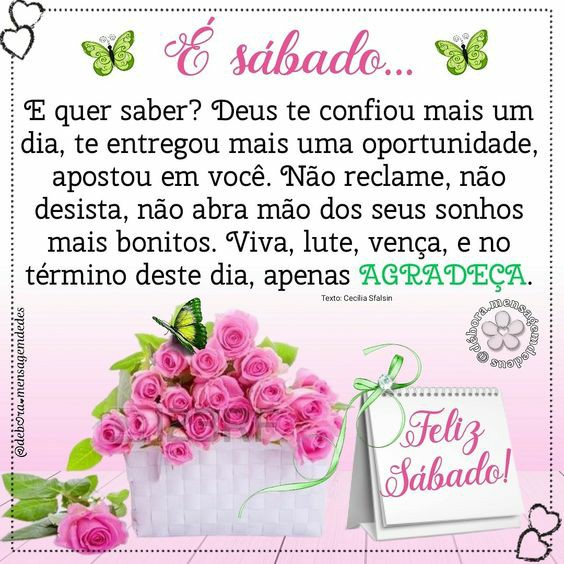 É sábado...
E quer saber? Deus te confiou mais um
dia, te entregou mais uma oportunidade,
apostou em você. Não reclame, não
desista, não abra mão dos seus sonhos
mais bonitos. Viva, lute, vença, e no
término deste dia, apenas AGRADEÇA.
Texto: Cecília Sfalsin
@debora.mensagemdedeus
@debora.mensagemdedes
Feliz
Sábado!